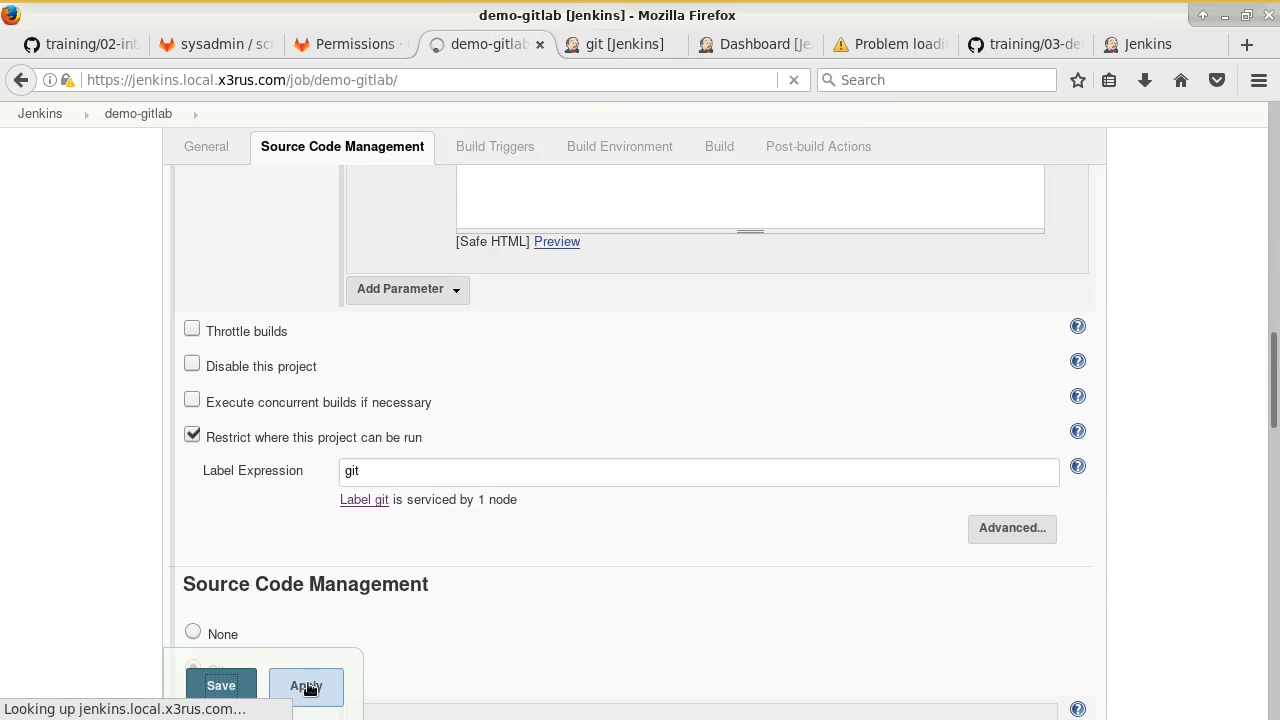 demo-gitlab [Jenkins] - Mozilla Firefox
training/02-int
sysadmin / scr
Permissions ·
demo-gitlab
git [Jenkins]
Dashboard [Je
Problem loadi
training/03-de
Jenkins
https://jenkins.local.x3rus.com/job/demo-gitlab/
Search
Jenkins
demo-gitlab
General
Source Code Management
Build Triggers
Build Environment
Build
Post-build Actions
[Safe HTML] Preview
Add Parameter
Throttle builds
Disable this project
Execute concurrent builds if necessary
Restrict where this project can be run
Label Expression
git
Label git is serviced by 1 node
Advanced...
Source Code Management
None
Git
Save
Apply
Looking up jenkins.local.x3rus.com…